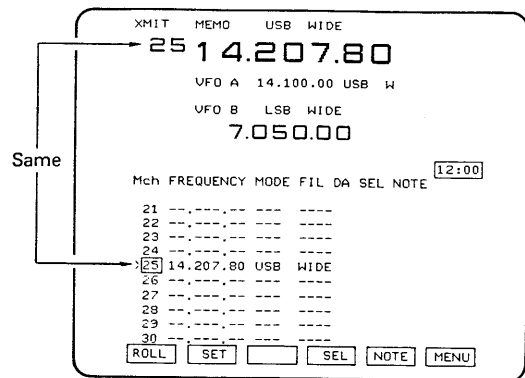 XMIT MEMO USB WIDE
25 14.207.80
VFO A 14.100.00 USB W
VFO B LSB WIDE
7.050.00
Same
12:00
Mch FREQUENCY MODE FIL DA SEL NOTE
21 --.---.-- --- ----
22 --.---.-- --- ----
23 --.---.-- --- ----
24 --.---.-- --- ----
>25 14.207.80 USB WIDE
26 --.---.-- --- ----
27 --.---.-- --- ----
28 --.---.-- --- ----
29 --.---.-- --- ----
30 --.---.-- --- ----
ROLL SET SEL NOTE MENU